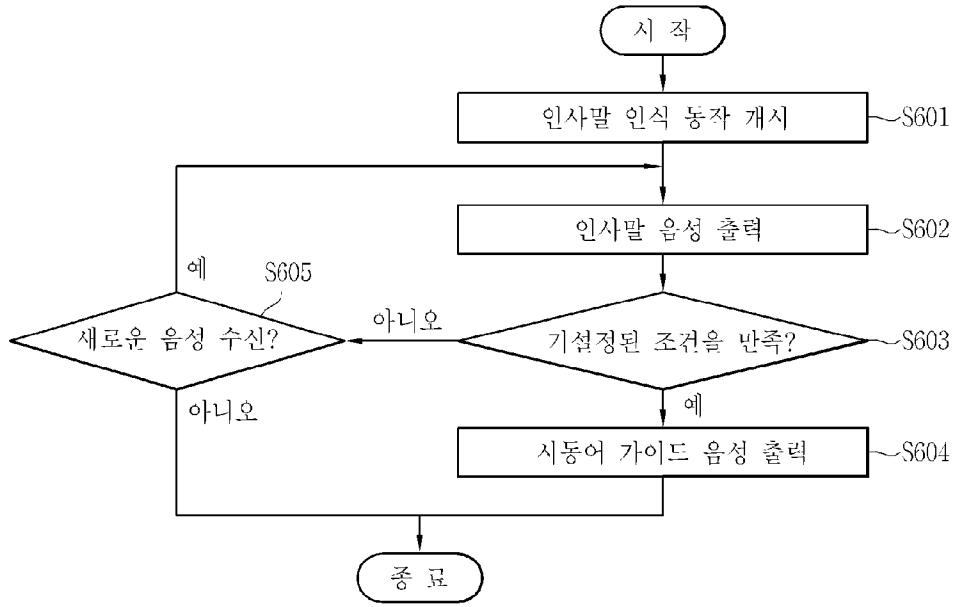 시 작
인사말 인식 동작 개시
S601
인사말 음성 출력
S602
예
S605
새로운 음성 수신?
아니오
기설정된 조건을 만족?
S603
아니오
예
시동어 가이드 음성 출력
S604
종 료